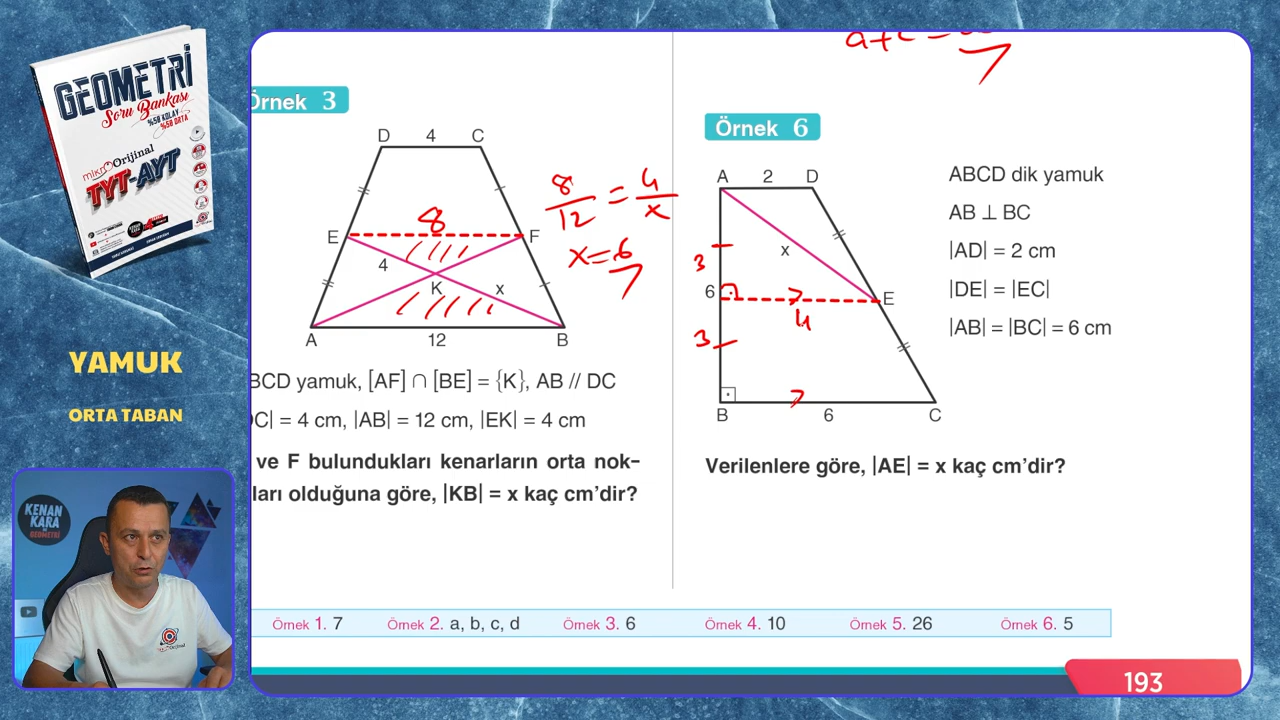 GEOMETRİ
Soru Bankası
%50 KOLAY
%50 ORTA
mikro Orijinal
TYT-AYT
YAMUK
ORTA TABAN
KENAN
KARA
GEOMETRİ
Orijinal
Örnek 3
D 4 C
E 8 F
4 K x
A 12 B
8/12 = 4/x
x=6
BCD yamuk, [AF] ∩ [BE] = {K}, AB // DC
DC| = 4 cm, |AB| = 12 cm, |EK| = 4 cm
ve F bulundukları kenarların orta nok–
ları olduğuna göre, |KB| = x kaç cm'dir?
a+c =
Örnek 6
A 2 D
x
3
6 E
4
3
B 6 C
ABCD dik yamuk
AB ⊥ BC
|AD| = 2 cm
|DE| = |EC|
|AB| = |BC| = 6 cm
Verilenlere göre, |AE| = x kaç cm'dir?
Örnek 1. 7 Örnek 2. a, b, c, d Örnek 3. 6 Örnek 4. 10 Örnek 5. 26 Örnek 6. 5
193